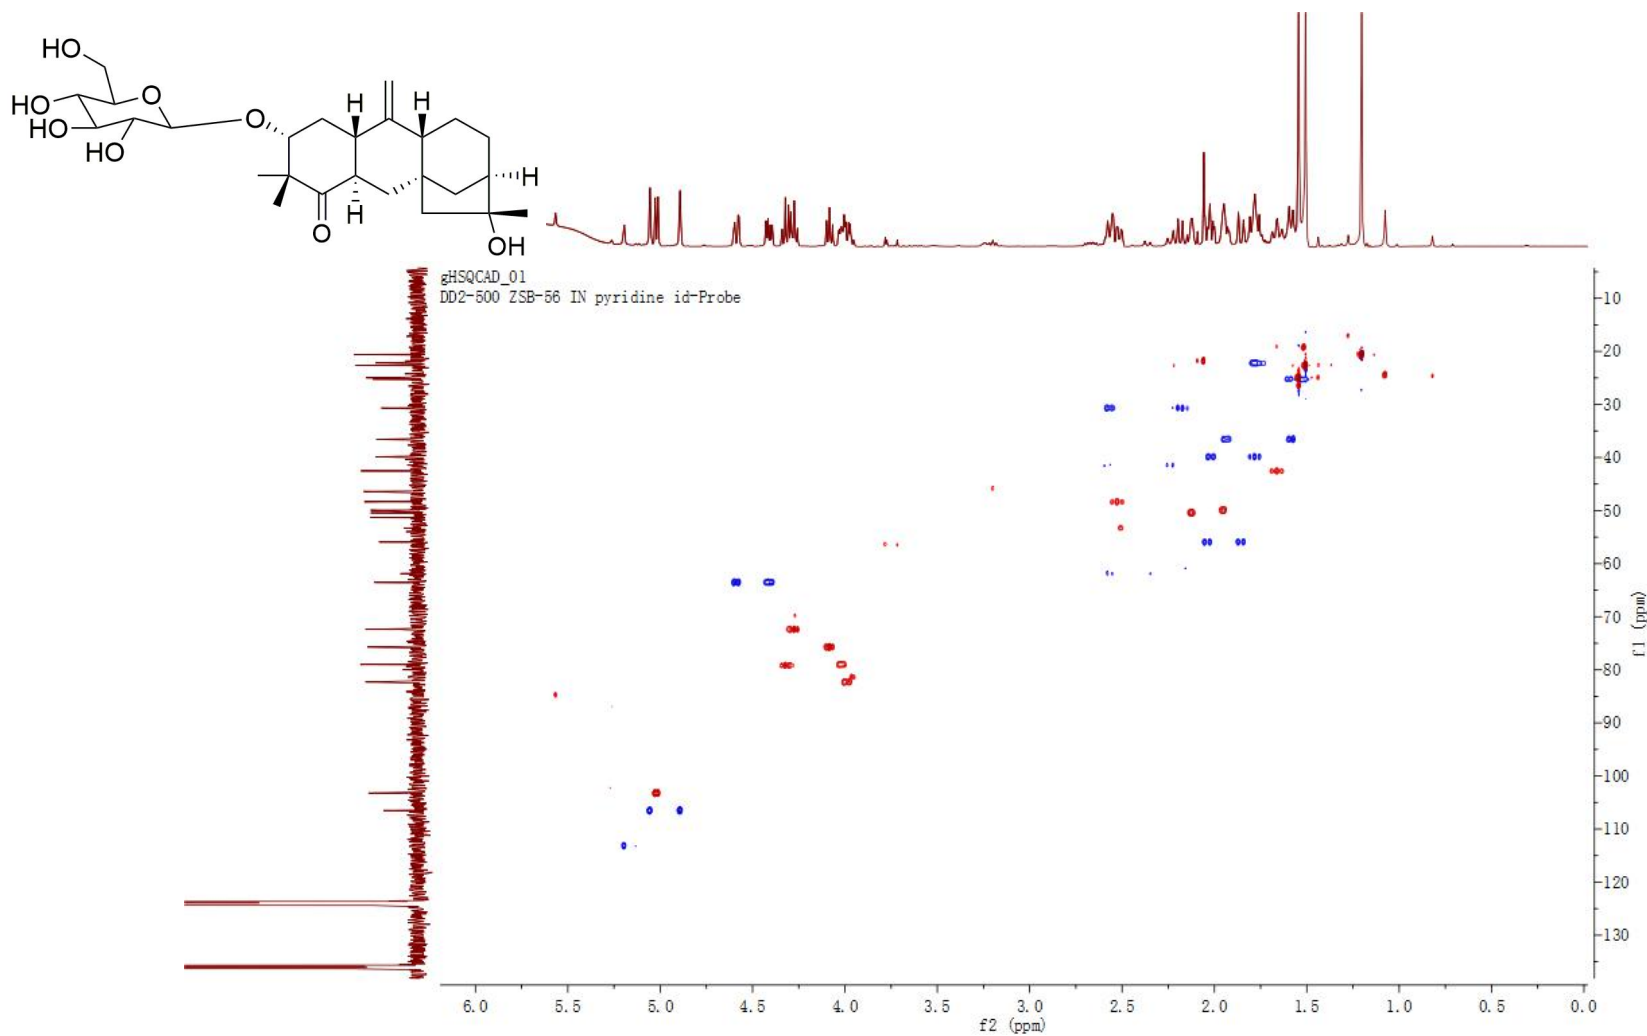 HO
O
HO
HO
HO
O
H
H
H
H
O
OH
gHSQCAD_01
DD2-500 ZSB-56 IN pyridine id-Probe
10
20
30
40
50
60
70
80
90
100
110
120
130
f1 (ppm)
6.0 5.5 5.0 4.5 4.0 3.5 3.0 2.5 2.0 1.5 1.0 0.5 0.0
f2 (ppm)